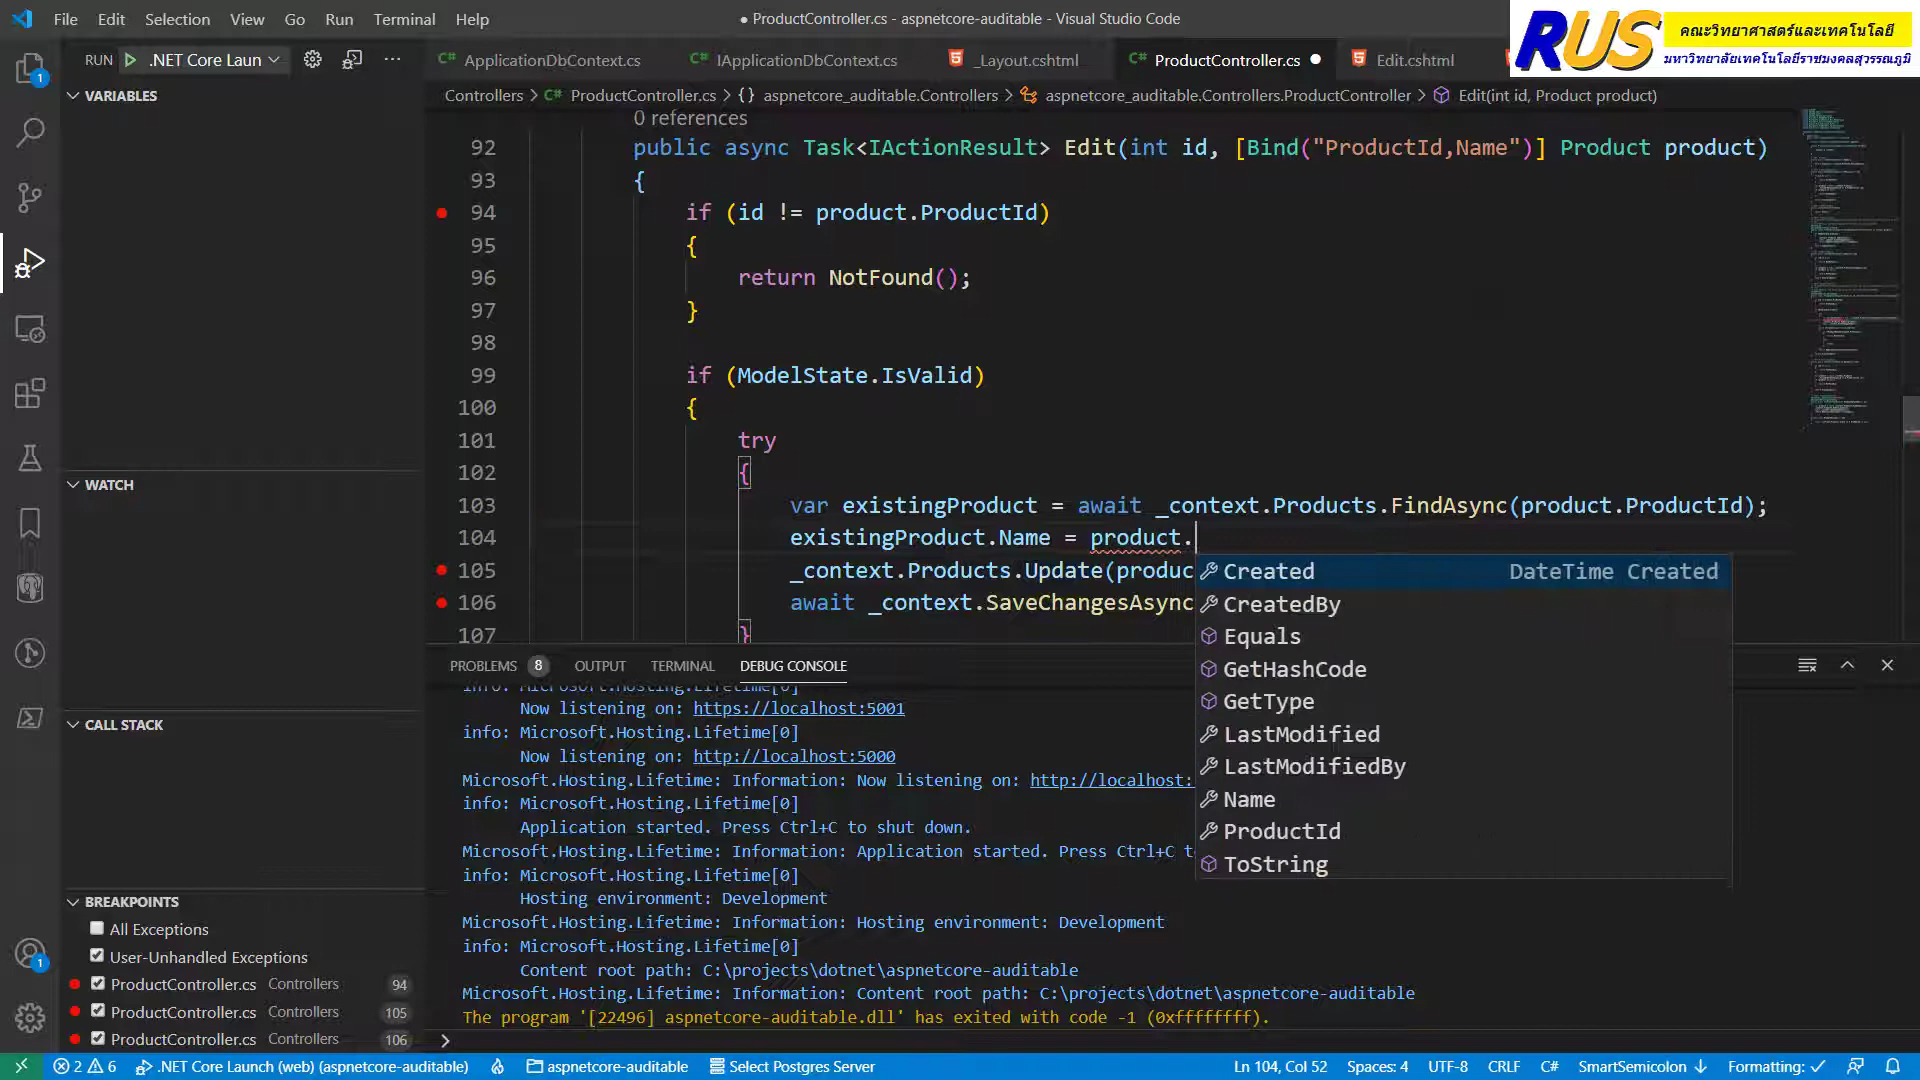 File Edit Selection View Go Run Terminal Help
● ProductController.cs - aspnetcore-auditable - Visual Studio Code
RUS
คณะวิทยาศาสตร์และเทคโนโลยี
มหาวิทยาลัยเทคโนโลยีราชมงคลสุวรรณภูมิ
RUN .NET Core Laun
ApplicationDbContext.cs IApplicationDbContext.cs _Layout.cshtml ProductController.cs Edit.cshtml
Controllers > ProductController.cs > {} aspnetcore_auditable.Controllers > aspnetcore_auditable.Controllers.ProductController > Edit(int id, Product product)
VARIABLES
WATCH
CALL STACK
BREAKPOINTS
All Exceptions
User-Unhandled Exceptions
ProductController.cs Controllers 94
ProductController.cs Controllers 105
ProductController.cs Controllers 106
0 references
92 public async Task<IActionResult> Edit(int id, [Bind("ProductId,Name")] Product product)
93 {
94 if (id != product.ProductId)
95 {
96 return NotFound();
97 }
98
99 if (ModelState.IsValid)
100 {
101 try
102 {
103 var existingProduct = await _context.Products.FindAsync(product.ProductId);
104 existingProduct.Name = product.
105 _context.Products.Update(produc
106 await _context.SaveChangesAsync
107 }
Created DateTime Created
CreatedBy
Equals
GetHashCode
GetType
LastModified
LastModifiedBy
Name
ProductId
ToString
PROBLEMS 8 OUTPUT TERMINAL DEBUG CONSOLE
info: Microsoft.Hosting.Lifetime[0]
Now listening on: https://localhost:5001
info: Microsoft.Hosting.Lifetime[0]
Now listening on: http://localhost:5000
Microsoft.Hosting.Lifetime: Information: Now listening on: http://localhost:
info: Microsoft.Hosting.Lifetime[0]
Application started. Press Ctrl+C to shut down.
Microsoft.Hosting.Lifetime: Information: Application started. Press Ctrl+C t
info: Microsoft.Hosting.Lifetime[0]
Hosting environment: Development
Microsoft.Hosting.Lifetime: Information: Hosting environment: Development
info: Microsoft.Hosting.Lifetime[0]
Content root path: C:\projects\dotnet\aspnetcore-auditable
Microsoft.Hosting.Lifetime: Information: Content root path: C:\projects\dotnet\aspnetcore-auditable
The program '[22496] aspnetcore-auditable.dll' has exited with code -1 (0xffffffff).
2 6 .NET Core Launch (web) (aspnetcore-auditable) aspnetcore-auditable Select Postgres Server Ln 104, Col 52 Spaces: 4 UTF-8 CRLF C# SmartSemicolon ↓ Formatting: ✓